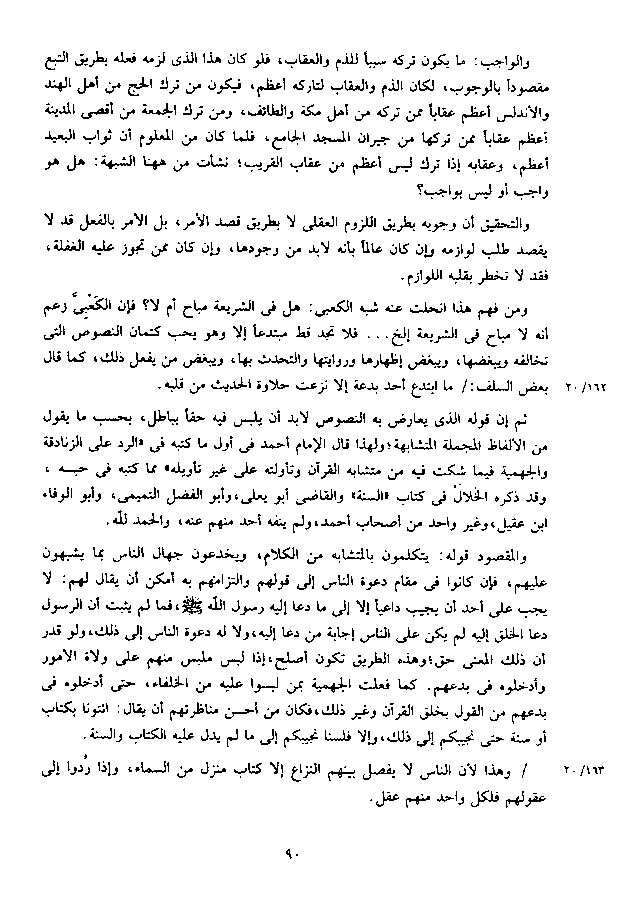 والواجب: ما يكون تركه سبباً للذم والعقاب، فلو كان هذا الذى لزمه فعله بطريق التبع
مقصوداً بالوجوب، لكان الذم والعقاب لتاركه أعظم، فيكون من ترك الحج من أهل الهند
والأندلس أعظم عقاباً ممن تركه من أهل مكة والطائف، ومن ترك الجمعة من أقصى المدينة
أعظم عقاباً ممن تركها من جيران المسجد الجامع، فلما كان من المعلوم أن ثواب البعيد
أعظم، وعقابه إذا ترك ليس أعظم من عقاب القريب؛ نشأت من ههنا الشبهة: هل هو
واجب أو ليس بواجب؟
والتحقيق أن وجوبه بطريق اللزوم العقلى لا بطريق قصد الأمر، بل الأمر بالفعل قد لا
يقصد طلب لوازمه وإن كان عالماً بأنه لابد من وجودها، وإن كان ممن تجوز عليه الغفلة،
فقد لا تخطر بقلبه اللوازم.
ومن فهم هذا انحلت عنه شبه الكعبى: هل فى الشريعة مباح أم لا؟ فإن الكَعْبِىَّ زعم
أنه لا مباح فى الشريعة إلخ... فلا تجد قط مبتدعاً إلا وهو يحب كتمان النصوص التى
تخالفه ويبغضها، ويبغض إظهارها وروايتها والتحدث بها، ويبغض من يفعل ذلك، كما قال
٢٠/١٦٢ بعض السلف:/ ما ابتدع أحد بدعة إلا نزعت حلاوة الحديث من قلبه.
ثم إن قوله الذى يعارض به النصوص لابد أن يلبس فيه حقاً بباطل، بحسب ما يقول
من الألفاظ المجملة المتشابهة؛ ولهذا قال الإمام أحمد فى أول ما كتبه فى «الرد على الزنادقة
والجهمية فيما شكت فيه من متشابه القرآن وتأولته على غير تأويله» مما كتبه فى حبسه ،
وقد ذكره الخَلاَّلُ فى كتاب «السنة» والقاضى أبو يعلى، وأبو الفضل التميمى، وأبو الوفاء
ابن عقيل، وغير واحد من أصحاب أحمد، ولم ينفه أحد منهم عنه، والحمد لله.
والمقصود قوله: يتكلمون بالمتشابه من الكلام، ويخدعون جهال الناس بما يشبهون
عليهم، فإن كانوا فى مقام دعوة الناس إلى قولهم والتزامهم به أمكن أن يقال لهم: لا
يجب على أحد أن يجيب داعياً إلا إلى ما دعا إليه رسول الله ﷺ، فما لم يثبت أن الرسول
دعا الخلق إليه لم يكن على الناس إجابة من دعا إليه، ولا له دعوة الناس إلى ذلك، ولو قدر
أن ذلك المعنى حق؛ وهذه الطريق تكون أصلح، إذا لبس ملبس منهم على ولاة الأمور
وأدخلوه فى بدعهم. كما فعلت الجهمية بمن لبسوا عليه من الخلفاء، حتى أدخلوه فى
بدعهم من القول بخلق القرآن وغير ذلك، فكان من أحسن مناظرتهم أن يقال: ائتونا بكتاب
أو سنة حتى نجيبكم إلى ذلك، وإلا فلسنا نجيبكم إلى ما لم يدل عليه الكتاب والسنة.
٢٠/١٦٣ / وهذا لأن الناس لا يفصل بينهم النزاع إلا كتاب منزل من السماء، وإذا رُدوا إلى
عقولهم فلكل واحد منهم عقل.
٩٠